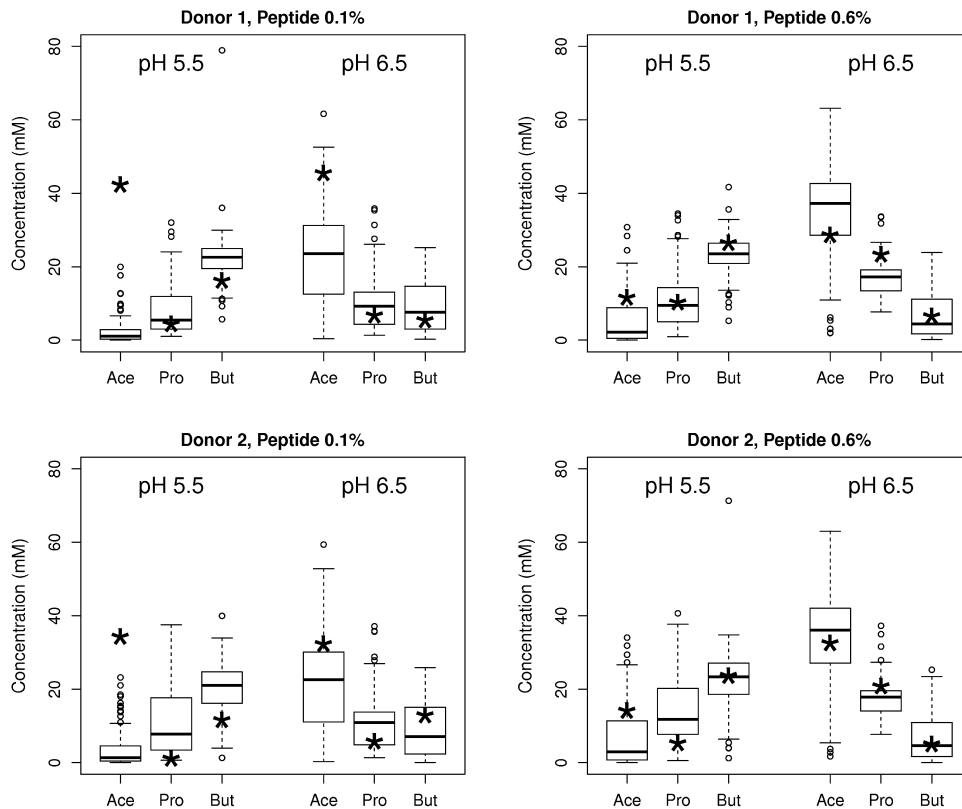 Donor 1, Peptide 0.1%
pH 5.5
pH 6.5
Concentration (mM)
80
60
40
20
0
Ace Pro But Ace Pro But
Donor 1, Peptide 0.6%
pH 5.5
pH 6.5
Concentration (mM)
80
60
40
20
0
Ace Pro But Ace Pro But
Donor 2, Peptide 0.1%
pH 5.5
pH 6.5
Concentration (mM)
80
60
40
20
0
Ace Pro But Ace Pro But
Donor 2, Peptide 0.6%
pH 5.5
pH 6.5
Concentration (mM)
80
60
40
20
0
Ace Pro But Ace Pro But